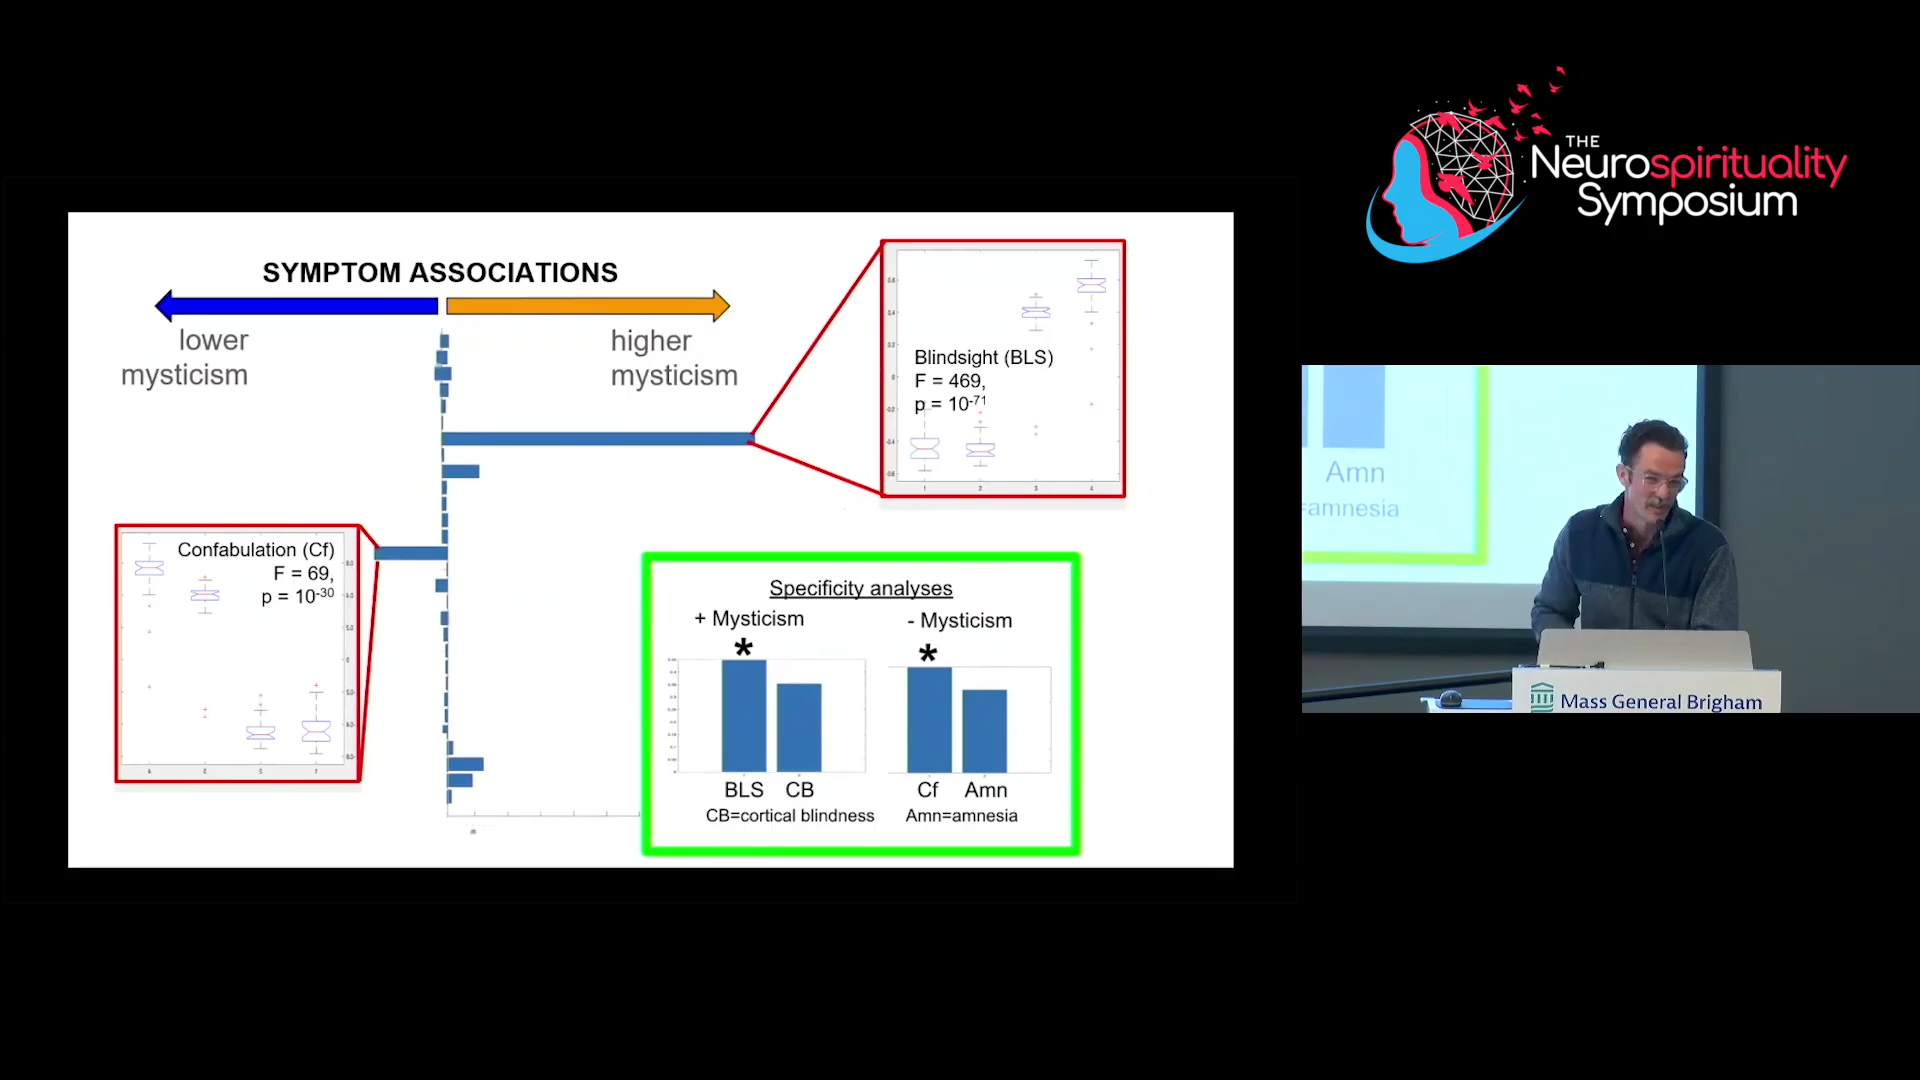 SYMPTOM ASSOCIATIONS
lower
mysticism
higher
mysticism
Blindsight (BLS)
F = 469,
p = 10-71
Confabulation (Cf)
F = 69,
p = 10-30
Specificity analyses
+ Mysticism
- Mysticism
*
*
BLS
CB
Cf
Amn
CB=cortical blindness
Amn=amnesia
THE
Neurospirituality
Symposium
Amn
=amnesia
Mass General Brigham